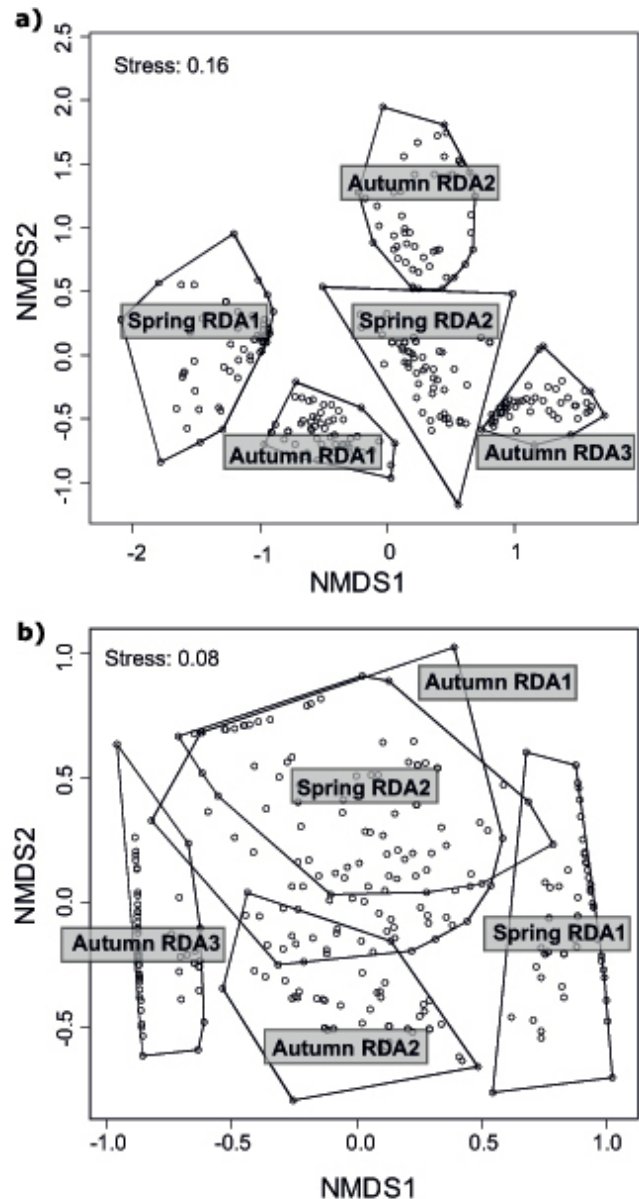 a)
Stress: 0.16
2.5
2.0
1.5
1.0
0.5
0.0
-0.5
-1.0
NMDS2
Autumn RDA2
Spring RDA1
Spring RDA2
Autumn RDA1
Autumn RDA3
-2
-1
0
1
NMDS1
b)
Stress: 0.08
1.0
0.5
0.0
-0.5
NMDS2
Autumn RDA1
Spring RDA2
Autumn RDA3
Spring RDA1
Autumn RDA2
-1.0
-0.5
0.0
0.5
1.0
NMDS1